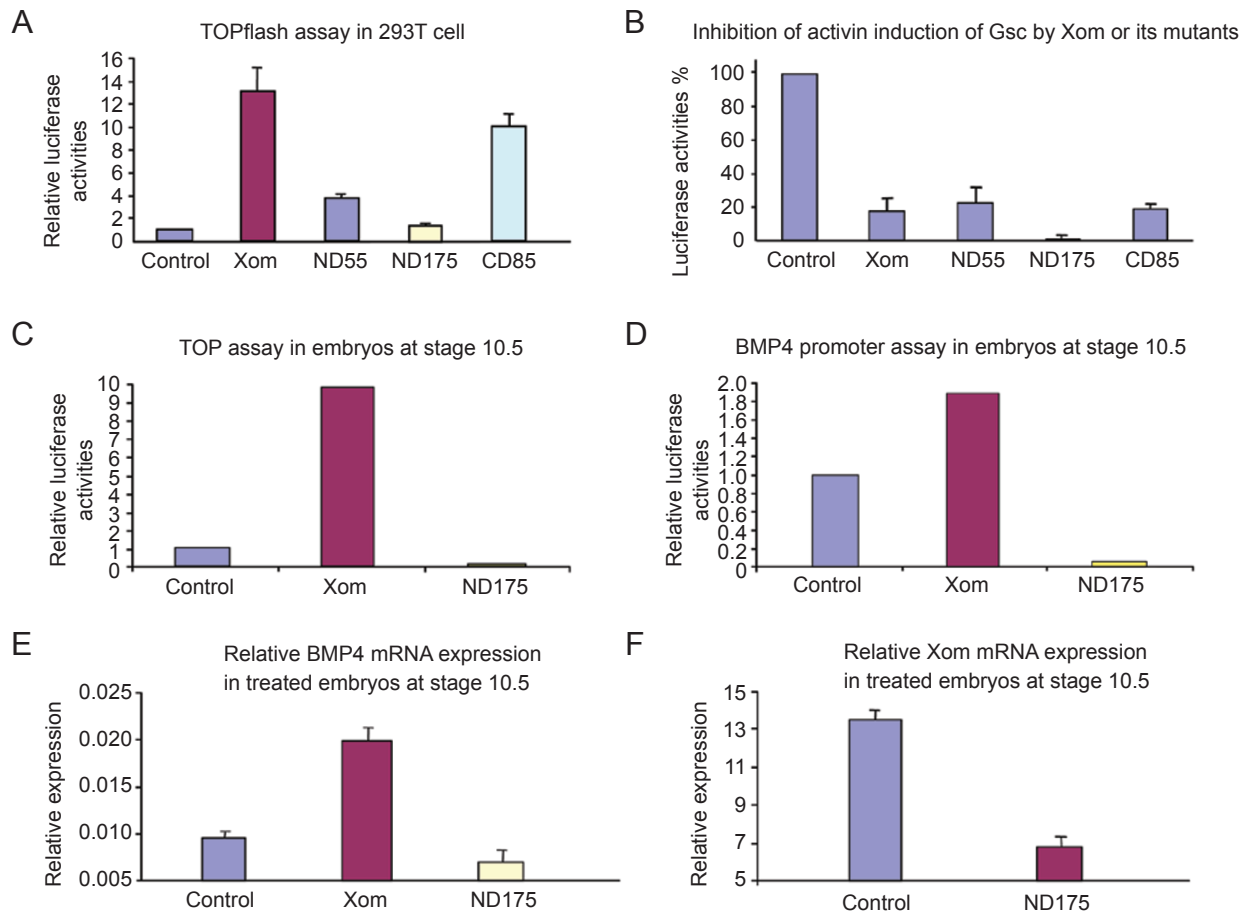 A
TOPflash assay in 293T cell
Relative luciferase
activities
16
14
12
10
8
6
4
2
0
Control Xom ND55 ND175 CD85
B
Inhibition of activin induction of Gsc by Xom or its mutants
Luciferase activities %
100
80
60
40
20
0
Control Xom ND55 ND175 CD85
C
TOP assay in embryos at stage 10.5
Relative luciferase
activities
10
9
8
7
6
5
4
3
2
1
0
Control Xom ND175
D
BMP4 promoter assay in embryos at stage 10.5
Relative luciferase
activities
2.0
1.8
1.6
1.4
1.2
1.0
0.8
0.6
0.4
0.2
0
Control Xom ND175
E
Relative BMP4 mRNA expression
in treated embryos at stage 10.5
Relative expression
0.025
0.020
0.015
0.010
0.005
Control Xom ND175
F
Relative Xom mRNA expression
in treated embryos at stage 10.5
Relative expression
15
13
11
9
7
5
Control ND175